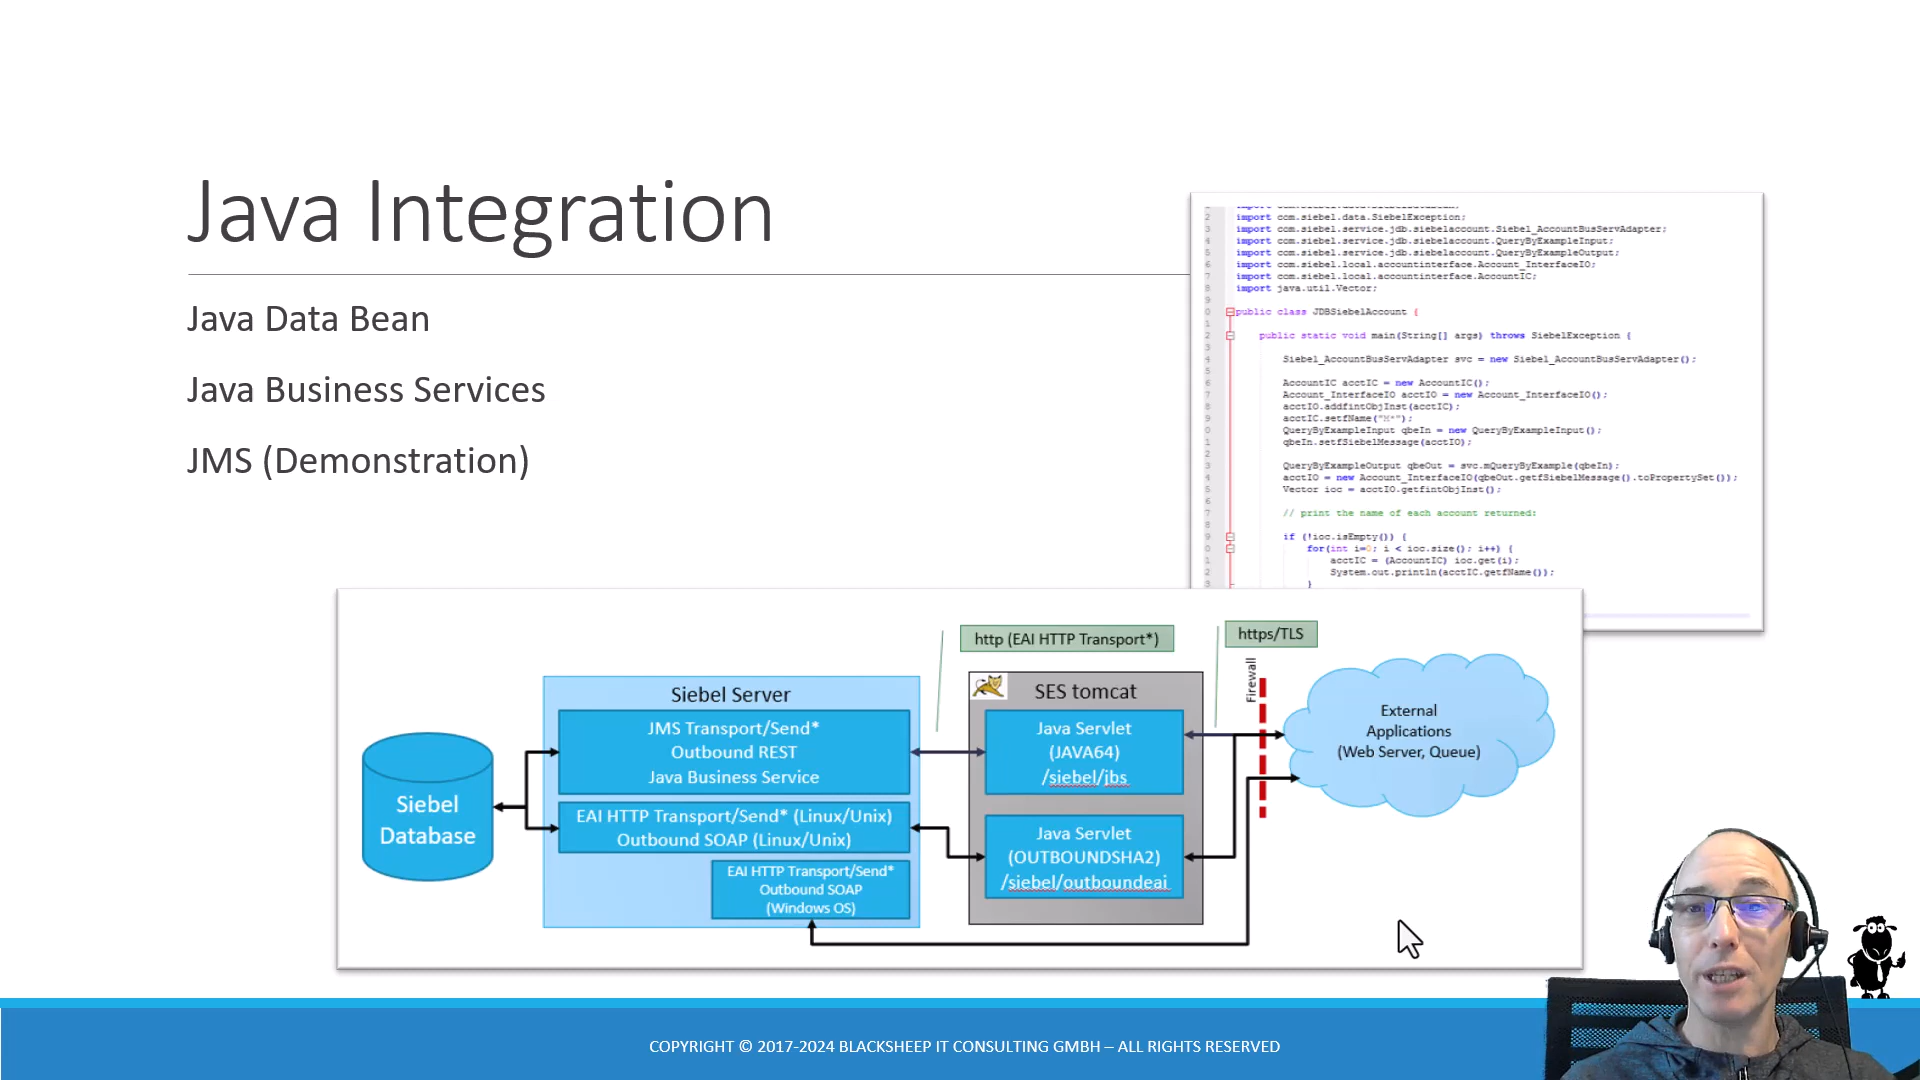 Java Integration
Java Data Bean
Java Business Services
JMS (Demonstration)
import com.siebel.data.SiebelException;
import com.siebel.service.jdb.siebelaccount.Siebel_AccountBusServAdapter;
import com.siebel.service.jdb.siebelaccount.QueryByExampleInput;
import com.siebel.service.jdb.siebelaccount.QueryByExampleOutput;
import com.siebel.local.accountinterface.Account_InterfaceIO;
import com.siebel.local.accountinterface.AccountIC;
import java.util.Vector;
public class JDBSiebelAccount {
public static void main(String[] args) throws SiebelException {
Siebel_AccountBusServAdapter svc = new Siebel_AccountBusServAdapter();
AccountIC acctIC = new AccountIC();
Account_InterfaceIO acctIO = new Account_InterfaceIO();
acctIO.addfintObjInst(acctIC);
acctIC.setfName("M*");
QueryByExampleInput qbeIn = new QueryByExampleInput();
qbeIn.setfSiebelMessage(acctIO);
QueryByExampleOutput qbeOut = svc.mQueryByExample(qbeIn);
acctIO = new Account_InterfaceIO(qbeOut.getfSiebelMessage().toPropertySet());
Vector ioc = acctIO.getfintObjInst();
// print the name of each account returned:
if (!ioc.isEmpty()) {
for(int i=0; i < ioc.size(); i++) {
acctIC = (AccountIC) ioc.get(i);
System.out.println(acctIC.getfName());
}
http (EAI HTTP Transport*)
https/TLS
Firewall
Siebel Server
JMS Transport/Send*
Outbound REST
Java Business Service
EAI HTTP Transport/Send* (Linux/Unix)
Outbound SOAP (Linux/Unix)
EAI HTTP Transport/Send*
Outbound SOAP
(Windows OS)
Siebel
Database
SES tomcat
Java Servlet
(JAVA64)
/siebel/jbs
Java Servlet
(OUTBOUNDSHA2)
/siebel/outboundeai
External
Applications
(Web Server, Queue)
COPYRIGHT © 2017-2024 BLACKSHEEP IT CONSULTING GMBH – ALL RIGHTS RESERVED